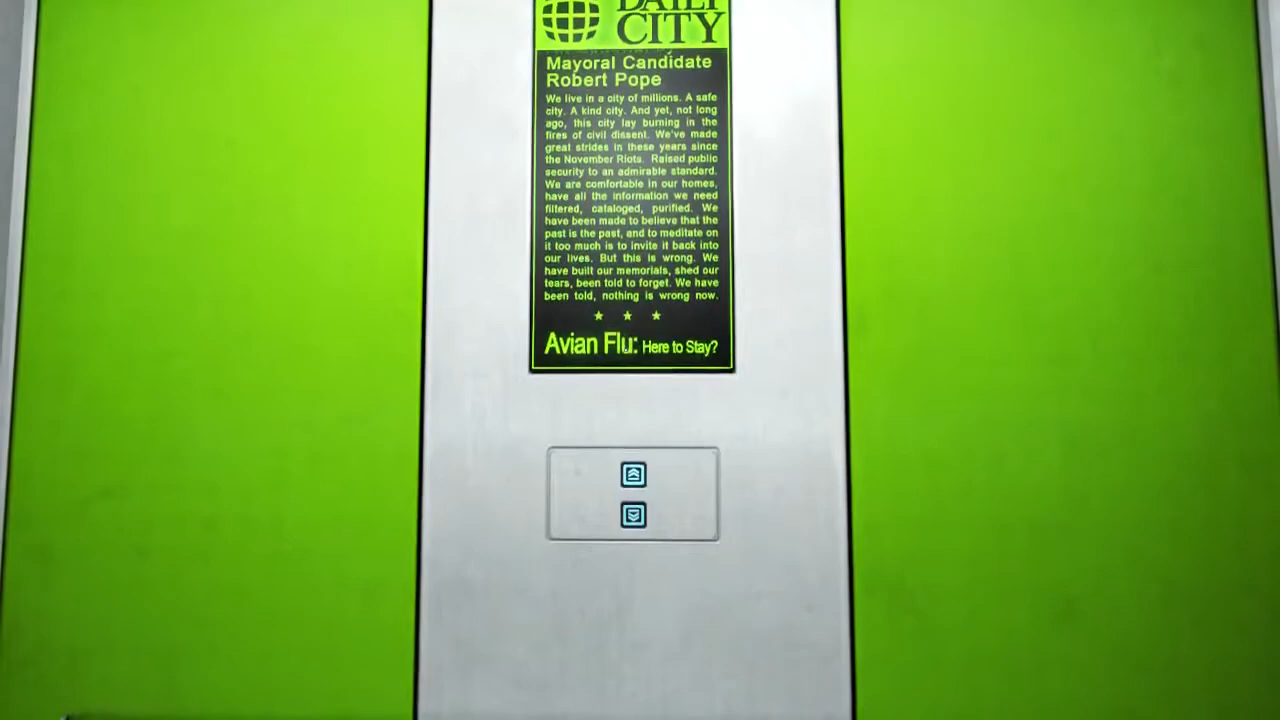 DAILY
CITY
Mayoral Candidate
Robert Pope
We live in a city of millions. A safe
city. A kind city. And yet, not long
ago, this city lay burning in the
fires of civil dissent. We've made
great strides in these years since
the November Riots. Raised public
security to an admirable standard.
We are comfortable in our homes,
have all the information we need
filtered, cataloged, purified. We
have been made to believe that the
past is the past, and to meditate on
it too much is to invite it back into
our lives. But this is wrong. We
have built our memorials, shed our
tears, been told to forget. We have
been told, nothing is wrong now.
Avian Flu: Here to Stay?